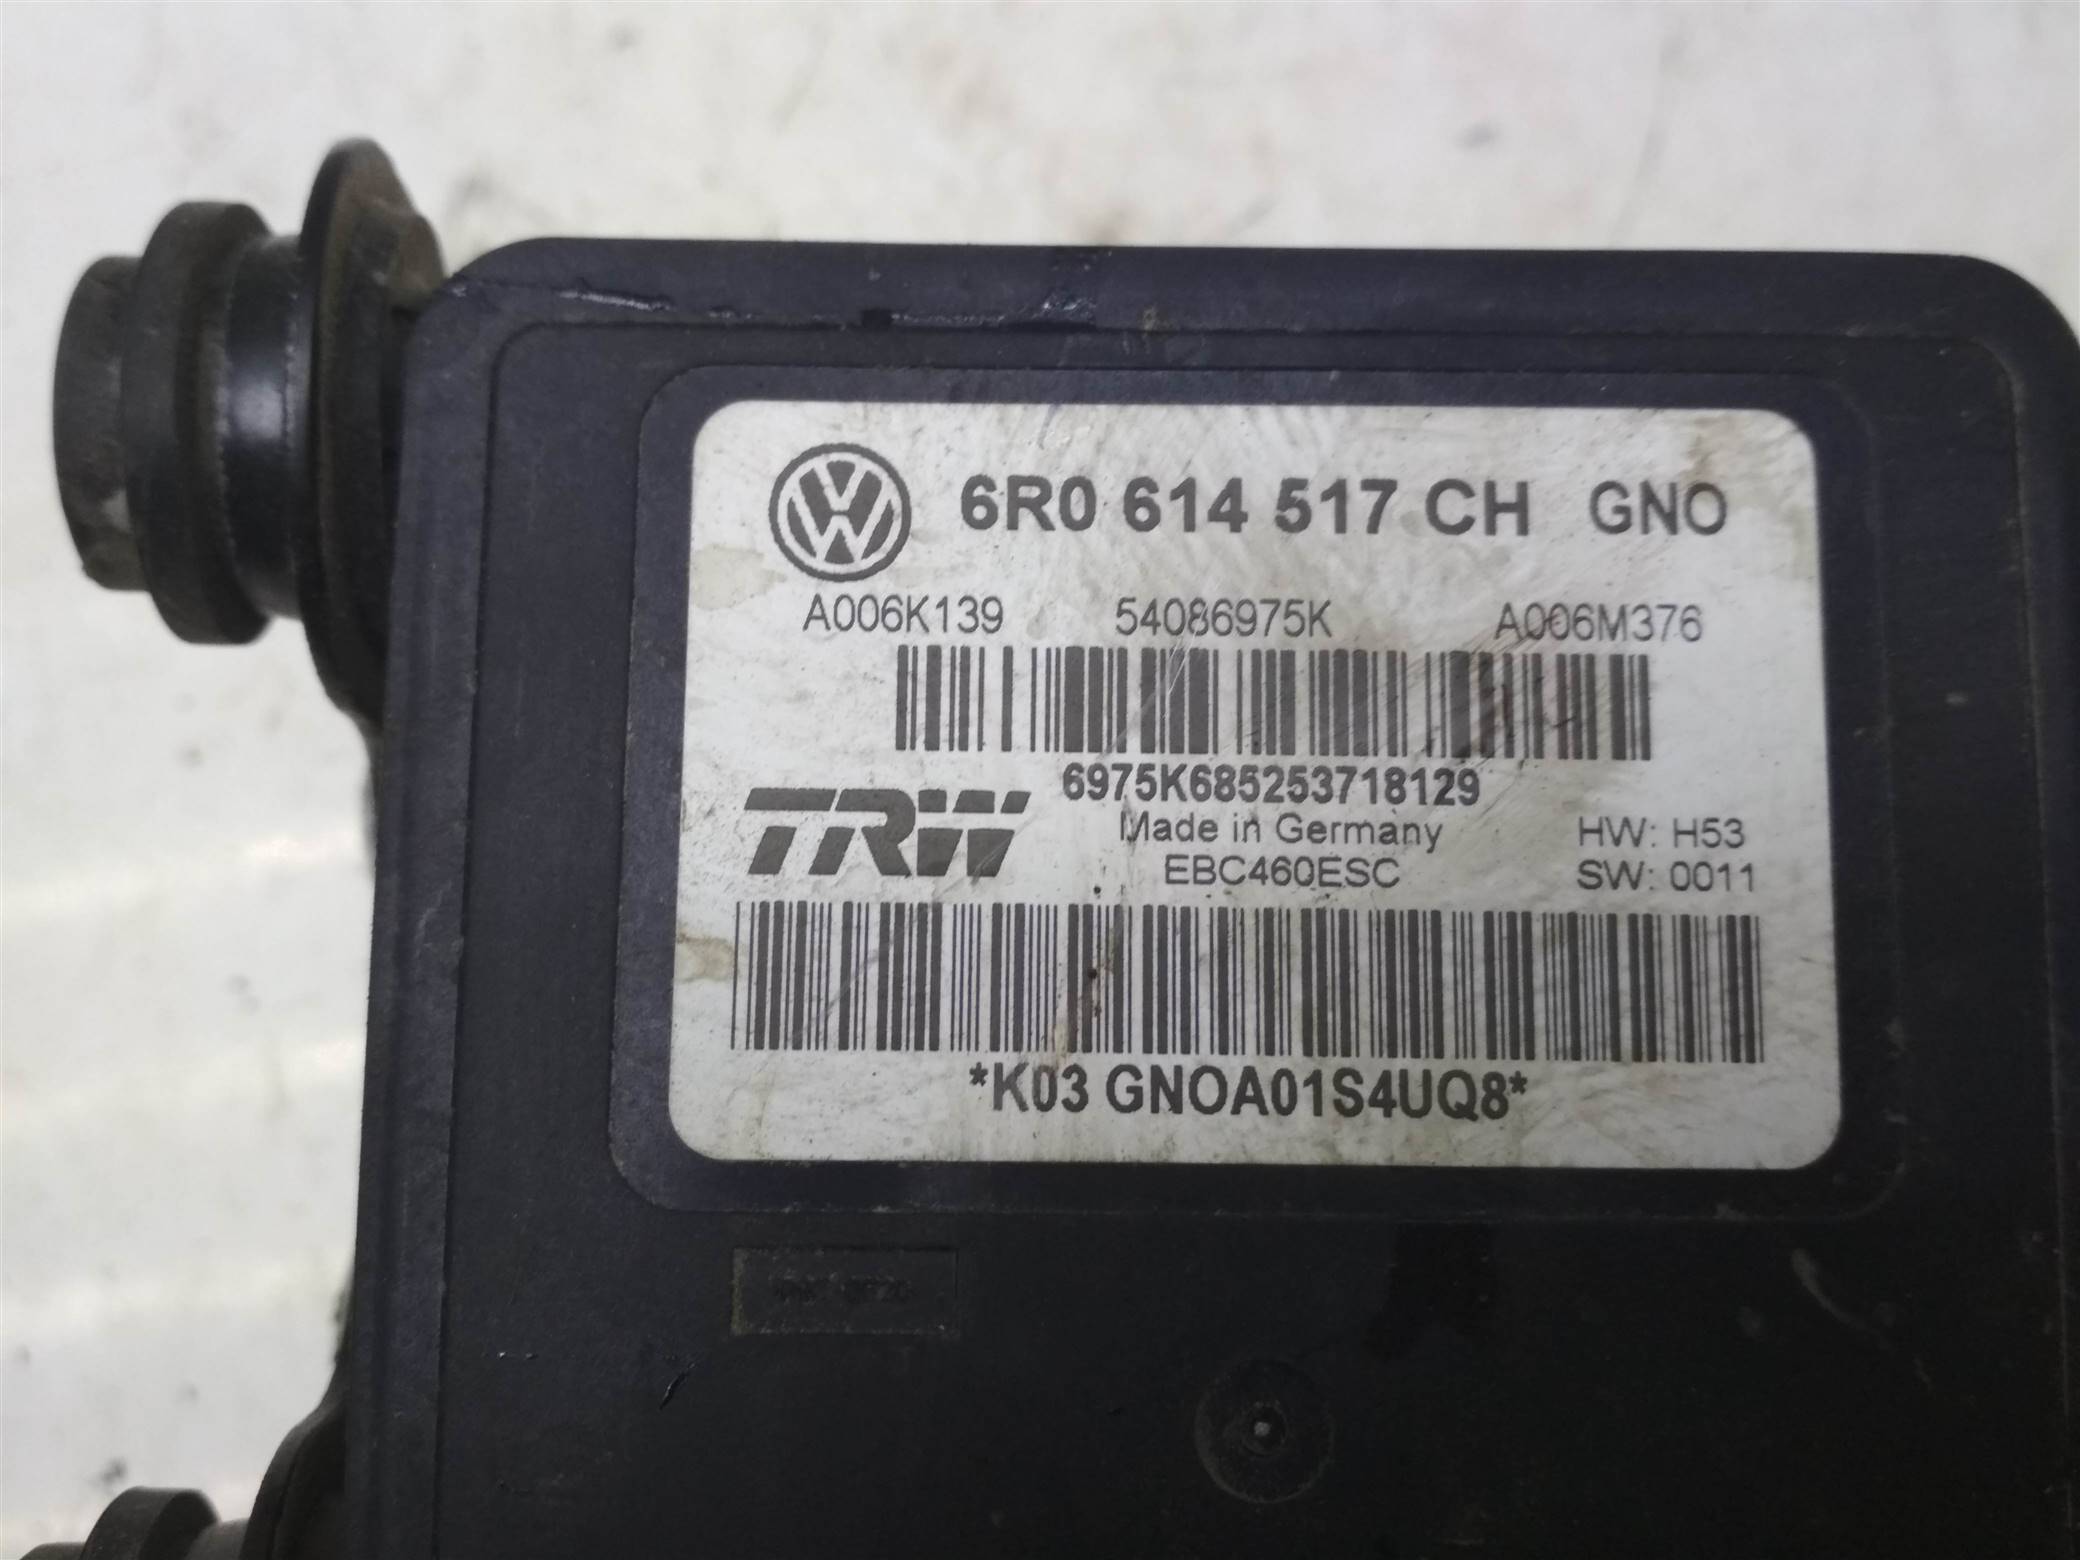 6R0 614 517 CH GNO
A006K139 54086975K A006M376
6975K685253718129
TRW Made in Germany HW: H53
EBC460ESC SW: 0011
*K03 GNOA01S4UQ8*